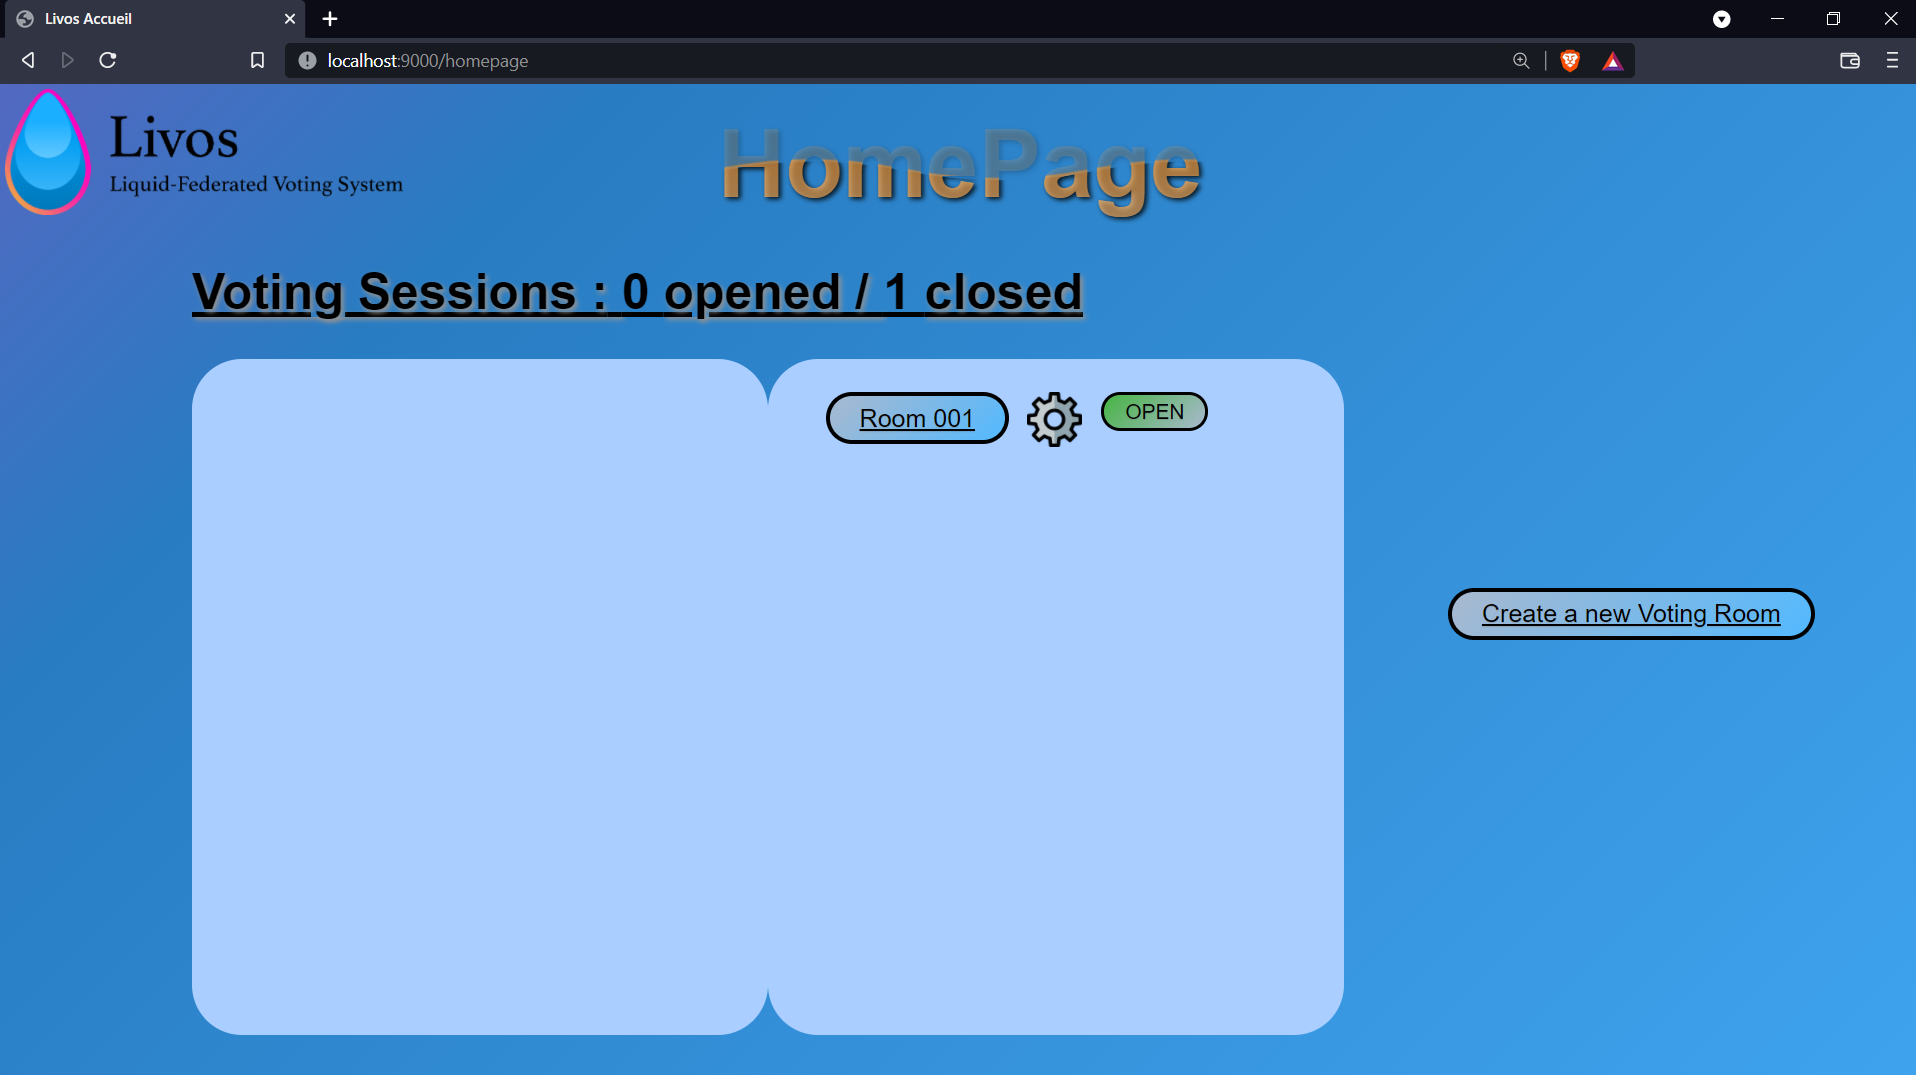 Livos Accueil
localhost:9000/homepage
Livos
Liquid-Federated Voting System
HomePage
Voting Sessions : 0 opened / 1 closed
Room 001
OPEN
Create a new Voting Room